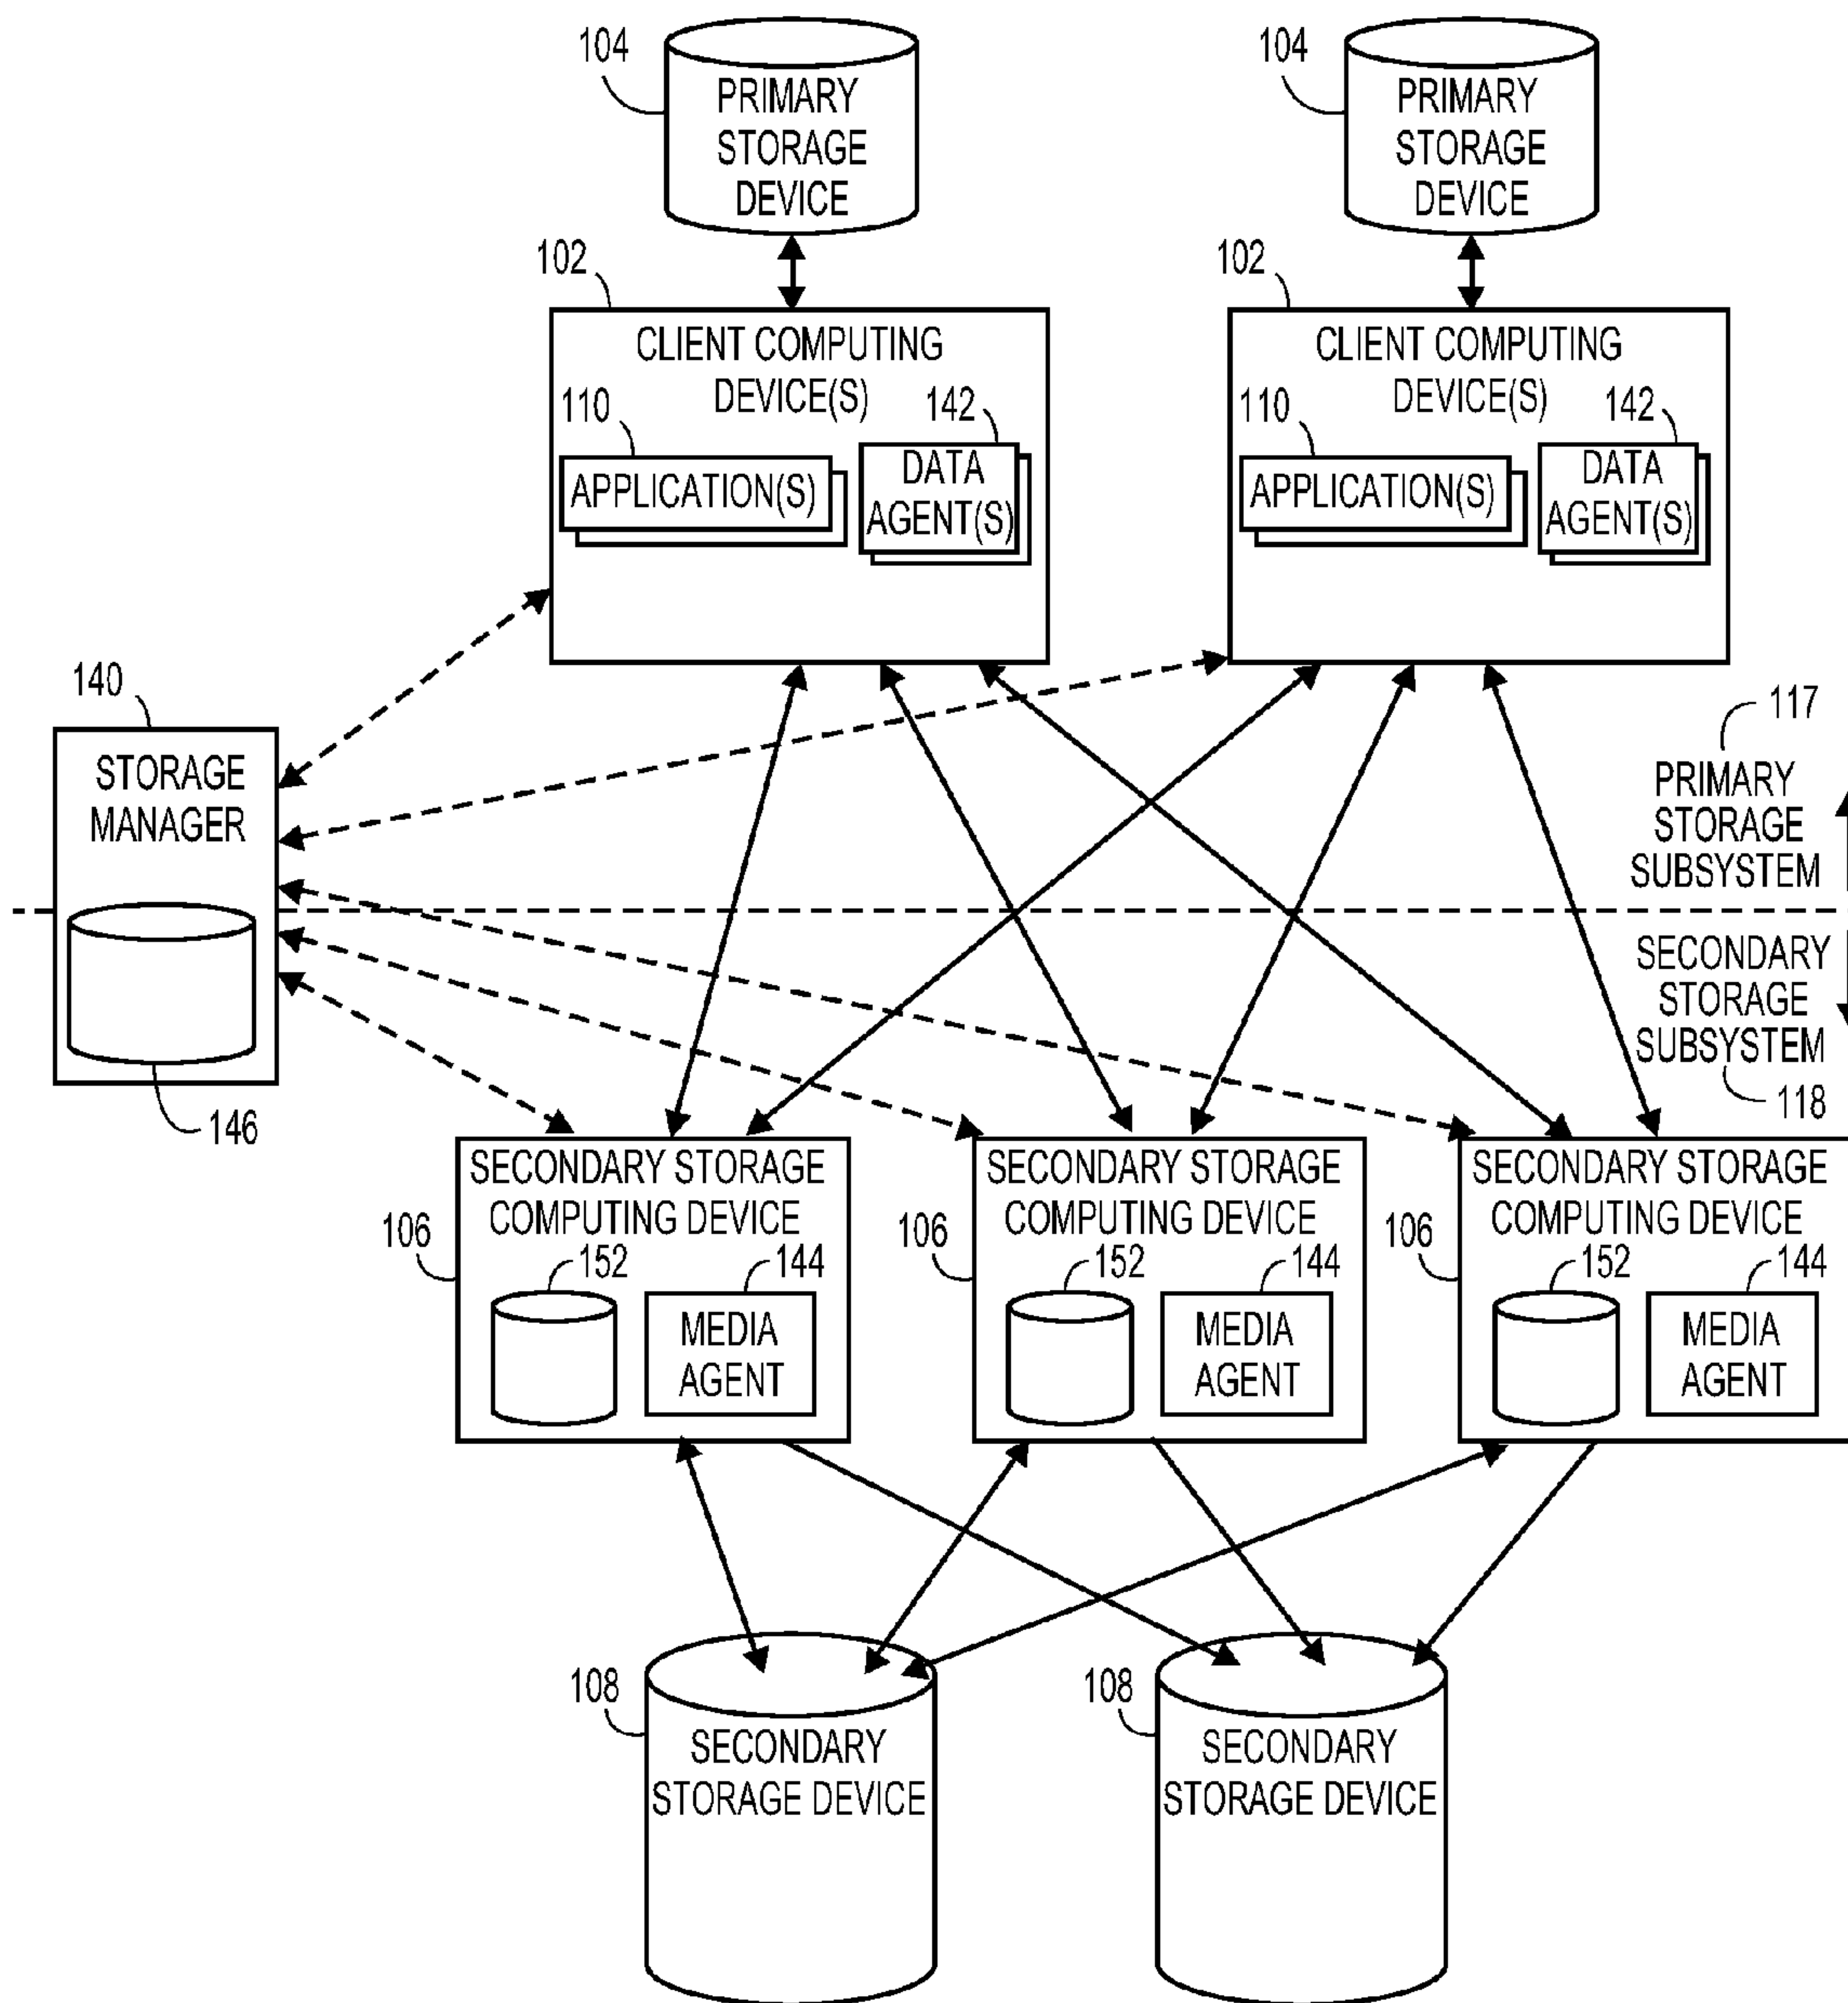 104
PRIMARY
STORAGE
DEVICE
104
PRIMARY
STORAGE
DEVICE
102
CLIENT COMPUTING
DEVICE(S)
110
142
APPLICATION(S)
DATA
AGENT(S)
102
CLIENT COMPUTING
DEVICE(S)
110
142
APPLICATION(S)
DATA
AGENT(S)
140
STORAGE
MANAGER
146
117
PRIMARY
STORAGE
SUBSYSTEM
SECONDARY
STORAGE
SUBSYSTEM
118
SECONDARY STORAGE
COMPUTING DEVICE
106
152
144
MEDIA
AGENT
SECONDARY STORAGE
COMPUTING DEVICE
106
152
144
MEDIA
AGENT
SECONDARY STORAGE
COMPUTING DEVICE
106
152
144
MEDIA
AGENT
108
SECONDARY
STORAGE DEVICE
108
SECONDARY
STORAGE DEVICE